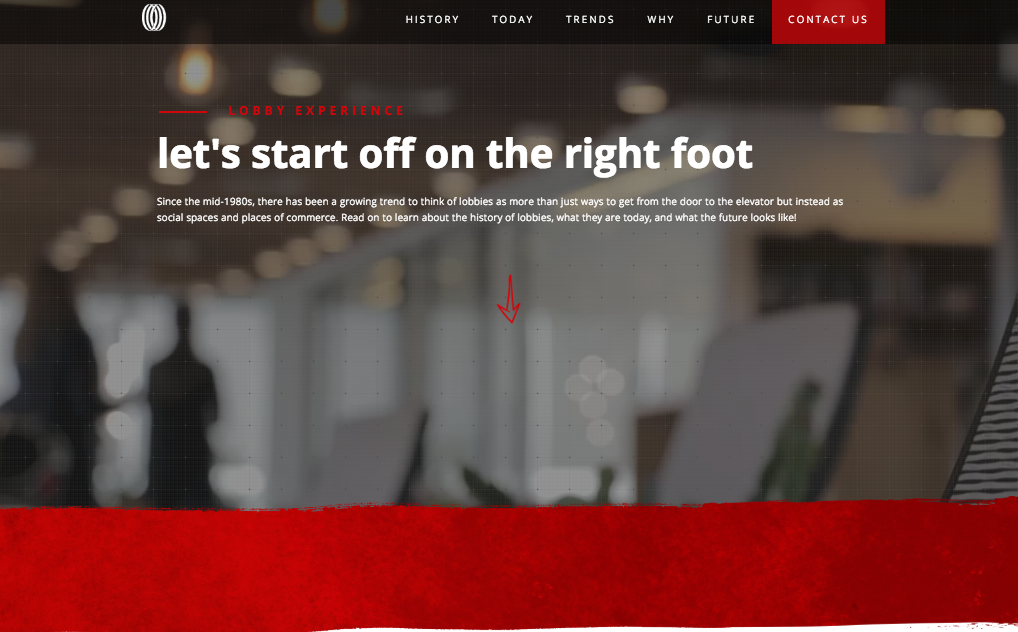 HISTORY TODAY TRENDS WHY FUTURE CONTACT US
LOBBY EXPERIENCE
let's start off on the right foot
Since the mid-1980s, there has been a growing trend to think of lobbies as more than just ways to get from the door to the elevator but instead as
social spaces and places of commerce. Read on to learn about the history of lobbies, what they are today, and what the future looks like!